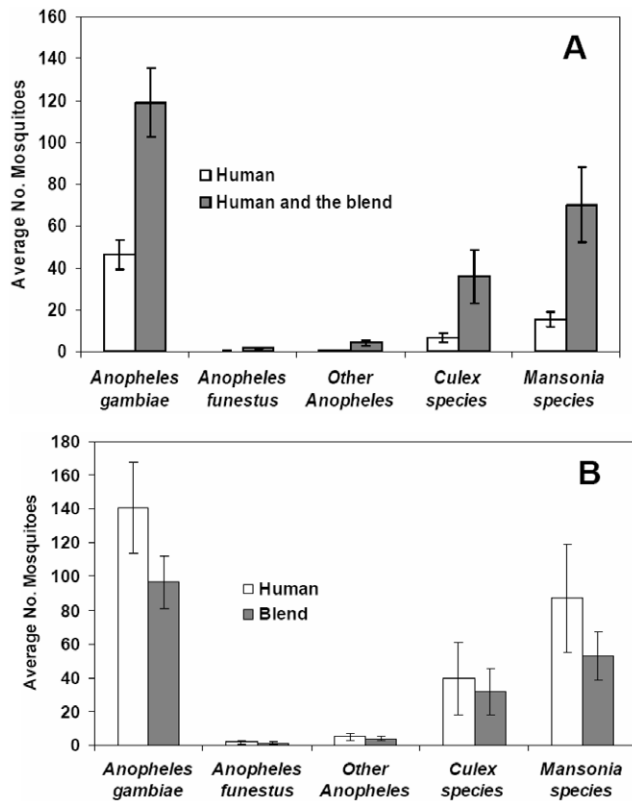 A
Average No. Mosquitoes
160
140
120
100
80
60
40
20
0
Human
Human and the blend
Anopheles gambiae
Anopheles funestus
Other Anopheles
Culex species
Mansonia species
B
Average No. Mosquitoes
180
160
140
120
100
80
60
40
20
0
Human
Blend
Anopheles gambiae
Anopheles funestus
Other Anopheles
Culex species
Mansonia species